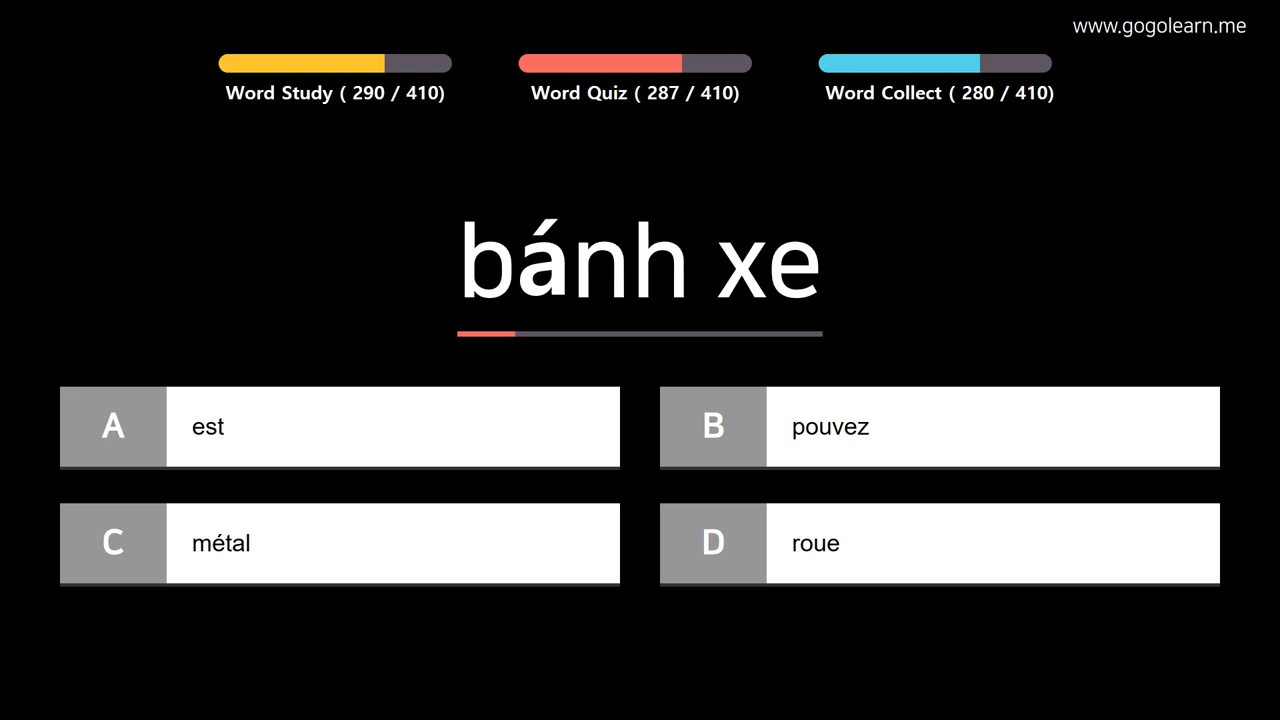 www.gogolearn.me
Word Study ( 290 / 410)
Word Quiz ( 287 / 410)
Word Collect ( 280 / 410)
bánh xe
A est
B pouvez
C métal
D roue